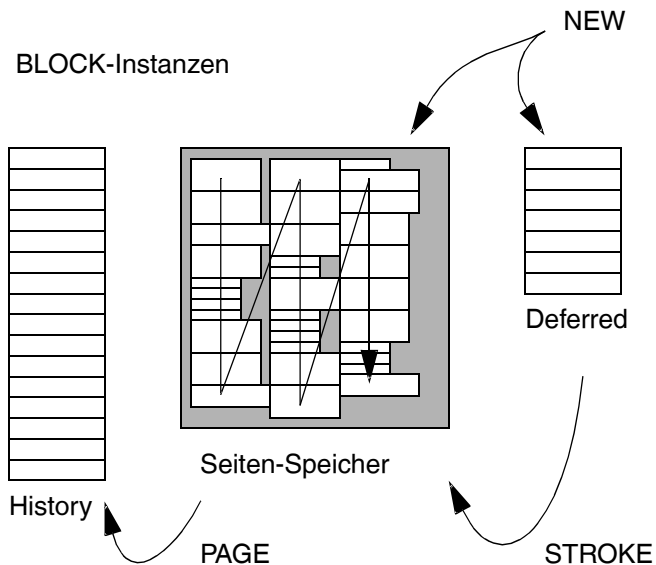 NEW
BLOCK-Instanzen
Deferred
Seiten-Speicher
History
PAGE
STROKE